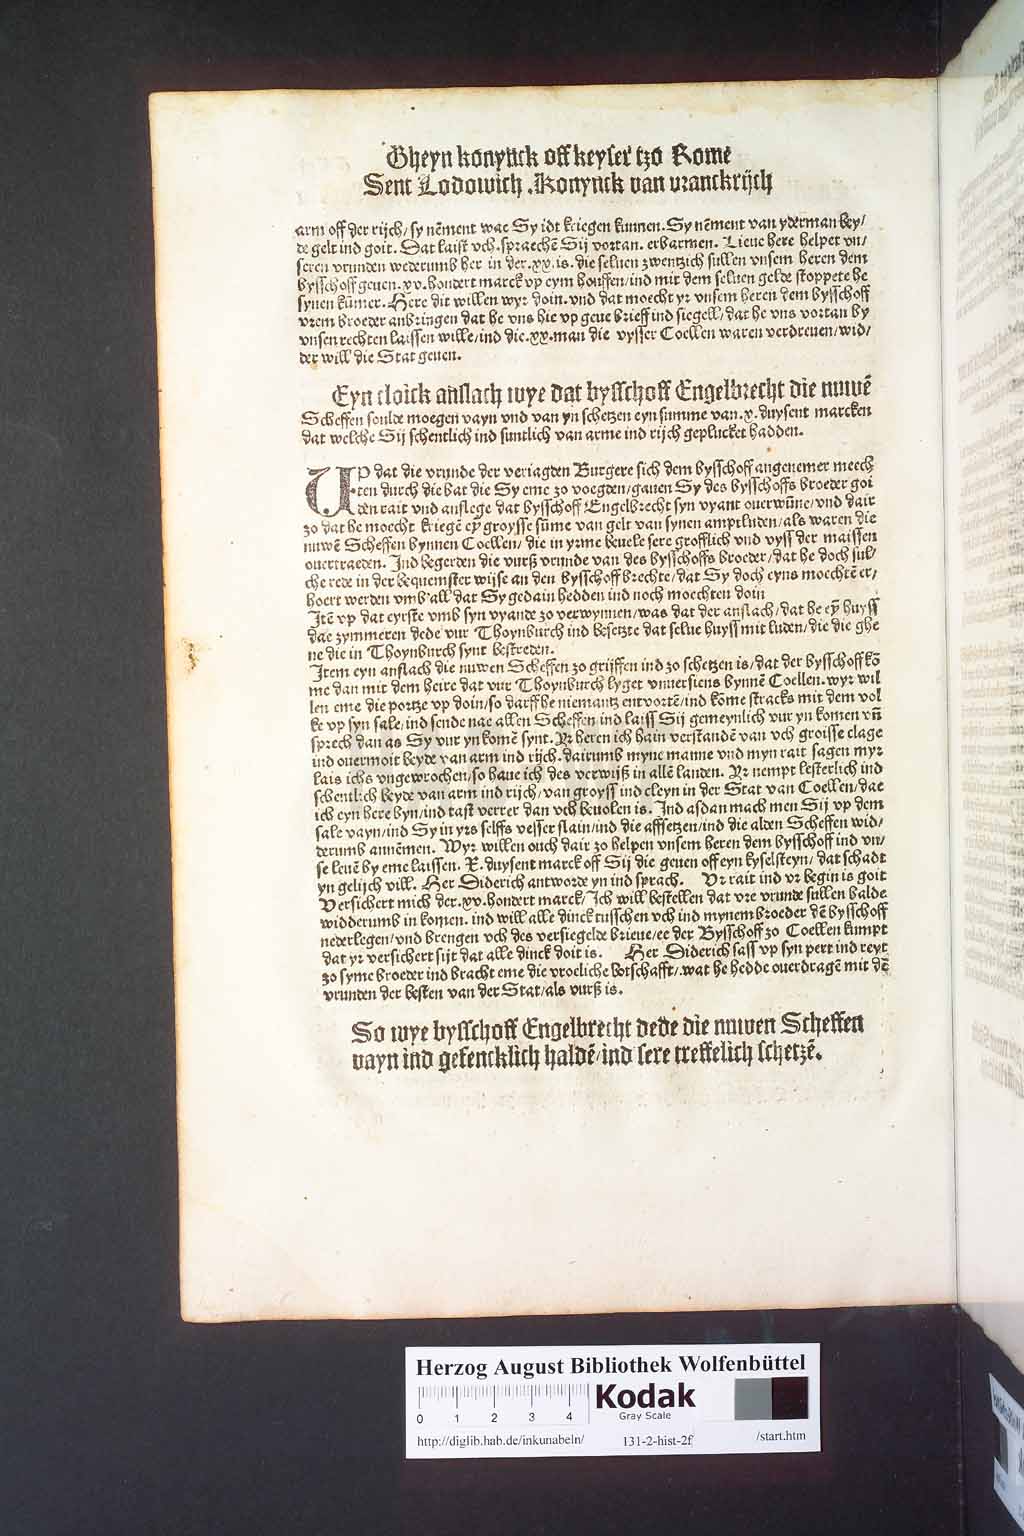 Gheyn konynck off keyser tzo Rome
Sent Lodowich .Konynck van vranckrijch
arm off der rijch/ sy nēment wae Sy idt kriegen kunnen. Sy nēment van yderman bey/
de gelt ind goit. Dat laist vch. spraechē Sij vortan. erbarmen. Lieue here helpet vn/
seren vrunden wederumb her in der .xx. is. die seluen zwentzich sullen vnsem heren dem
bysschoff geuen .xv. hondert marck vp eym houffen/ ind mit dem seluen gelde stoppete he
synen kūmer. Here dit willen wyr doin. vnd dat moecht yr vnsem heren dem bysschoff
vrem broeder anbringen dat he vns hie vp geue brieff ind siegell/ dat he vns vortan by
vnsen rechten laissen wille/ ind die .xx. man die vysser Coellen waren verdreuen/ wid/
der will die Stat geuen.
Eyn cloick anslach wye dat bysschoff Engelbrecht die nuwē
Scheffen soulde moegen vayn vnd van yn schetzen eyn summe van .x. duysent marcken
dat welche Sij schentlich ind suntlich van arme ind rijch geplucket hadden.
UP dat die vrunde der veriagden Burgere sich dem bysschoff angenemer meech
ten durch die bat die Sy eme zo voegden/ gauen Sy des bysschoffs broeder goi
den rait vnd anslege dat bysschoff Engelbrecht syn vyant ouerwūne/ vnd dair
zo dat he moecht kriegē eȳ groysse sūme van gelt van synen amptluden/ als waren die
nuwē Scheffen bynnen Coellen/ die in yrme beuele sere grofflich vnd vyss der maissen
ouertraeden. Ind begerden die vurß vrunde van des bysschoffs broeder/ dat he doch sul/
che rede in der bequemster wijse an den bysschoff brechte/ dat Sy doch eyns moechtē er/
hoert werden vmb all dat Sy gedain hedden ind noch moechten doin
Itē vp dat eyrste vmb syn vyande zo verwynnen/ was dat der anslach/ dat he eȳ huyss
dae zymmeren dede vur Thoynburch ind besetzte dat selue huyss mit luden/ die die ghe
ne die in Thoynburch synt bestreden.
Item eyn anslach die nuwen Scheffen zo grijffen ind zo schetzen is/ dat der bysschoff kō
me dan mit dem heire dat vur Thoynburch lyget vnuersiens bynnē Coellen. wyr wil
len eme die portze vp doin/ so darff he niemantz entvortē/ ind kōme stracks mit dem vol
ke vp syn sale/ ind sende nae allen Scheffen ind laiss Sij gemeynlich vur yn komen vn̄
sprech dan as Sy vur yn komē synt. Yr heren ich hain verstandē van vch groisse clage
ind ouermoit beyde van arm ind rijch. dairumb myne manne vnd myn rait sagen myr
lais ichs vngewrochen/ so haue ich des verwijß in allē landen. Yr nempt lesterlich ind
schentlich beyde van arm ind rijch/ van groyss ind cleyn in der Stat van Coellen/ dae
ich eyn here byn/ ind tast verrer dan vch beuolen is. Ind asdan mach men Sij vp dem
sale vayn/ ind Sy in yrs selffs vesser slain/ ind die affsetzen/ ind die alden Scheffen wid/
derumb annēmen. Wyr willen ouch dair zo helpen vnsem heren dem bysschoff ind vn/
se leuē by eme laissen. X. duysent marck off Sij die geuen off eyn kyselsteyn/ dat schadt
yn gelijch vill. Her Diderich antworde yn ind sprach. Vr rait ind vr begin is goit
Versichert mich der .xv. hondert marck/ Ich will bestellen dat vre vrunde sullen balde
widderumb in komen. ind will alle dinck tusschen vch ind mynem broeder dē bysschoff
nederlegen/ vnd brengen vch des versiegelde brieue/ ee der Bysschoff zo Coellen kumpt
dat yr versichert sijt dat alle dinck doit is. Her Diderich sass vp syn pert ind reyt
zo syme broeder ind bracht eme die vroeliche botschafft/ wat he hedde ouerdragē mit dē
vrunden der besten van der Stat/ als vurß is.
So wye bysschoff Engelbrecht dede die nuwen Scheffen
vayn ind gefencklich haldē/ ind sere treffelich schetzē.
Herzog August Bibliothek Wolfenbüttel
0 1 2 3 4
Kodak
Gray Scale
http://diglib.hab.de/inkunabeln/ 131-2-hist-2f /start.htm